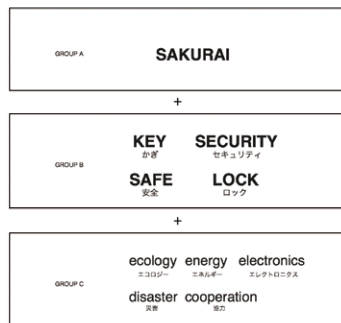 GROUP A SAKURAI
+
KEY SECURITY
かぎ セキュリティ
GROUP B
SAFE LOCK
安全 ロック
+
ecology energy electronics
エコロジー エネルギー エレクトロニクス
GROUP C
disaster cooperation
災害 協力